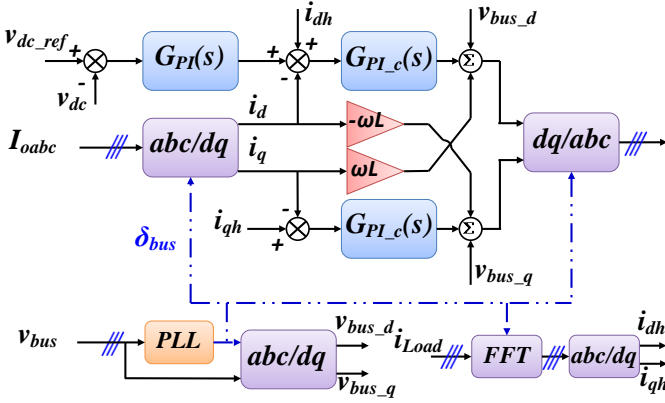 i_dh
v_bus_d
v_dc_ref + G_PI(s) + + G_PI_c(s) Σ
-
v_dc
-
i_d
I_oabc abc/dq -ωL dq/abc
i_q
ωL
-
i_qh + G_PI_c(s) Σ
δ_bus
v_bus_q
v_bus PLL abc/dq v_bus_d
v_bus_q
i_Load FFT abc/dq i_dh
i_qh